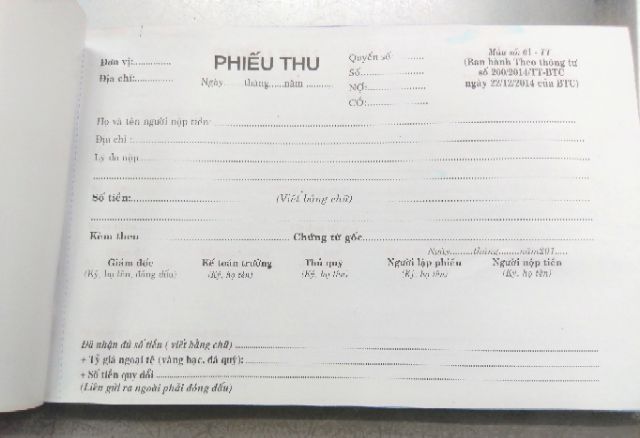 Đơn vị:..............
Địa chỉ:..............
PHIẾU THU
Ngày......tháng.....năm ..........
Quyển số: ........
Số......................
NỢ:.....................
CÓ:.....................
Mẫu số: 01 - TT
(Ban hành Theo thông tư
số 200/2014/TT-BTC
ngày 22/12/2014 của BTC)
Họ và tên người nộp tiền:......................
Địa chỉ :......................
Lý do nộp......................
Số tiền:......................(Viết bằng chữ)......................
Kèm theo......................Chứng từ gốc......................
Ngày.......tháng.......năm201.....
Giám đốc Kế toán trưởng Thủ quỹ Người lập phiếu Người nộp tiền
(Ký, họ tên, đóng dấu) (Ký, họ tên) (Ký, họ tên) (Ký, họ tên) (Ký, họ tên)
Đã nhận đủ số tiền ( viết bằng chữ)......................
+ Tỷ giá ngoại tệ (vàng bạc, đá quý):......................
+ Số tiền quy đổi......................
(Liên gửi ra ngoài phải đóng dấu)